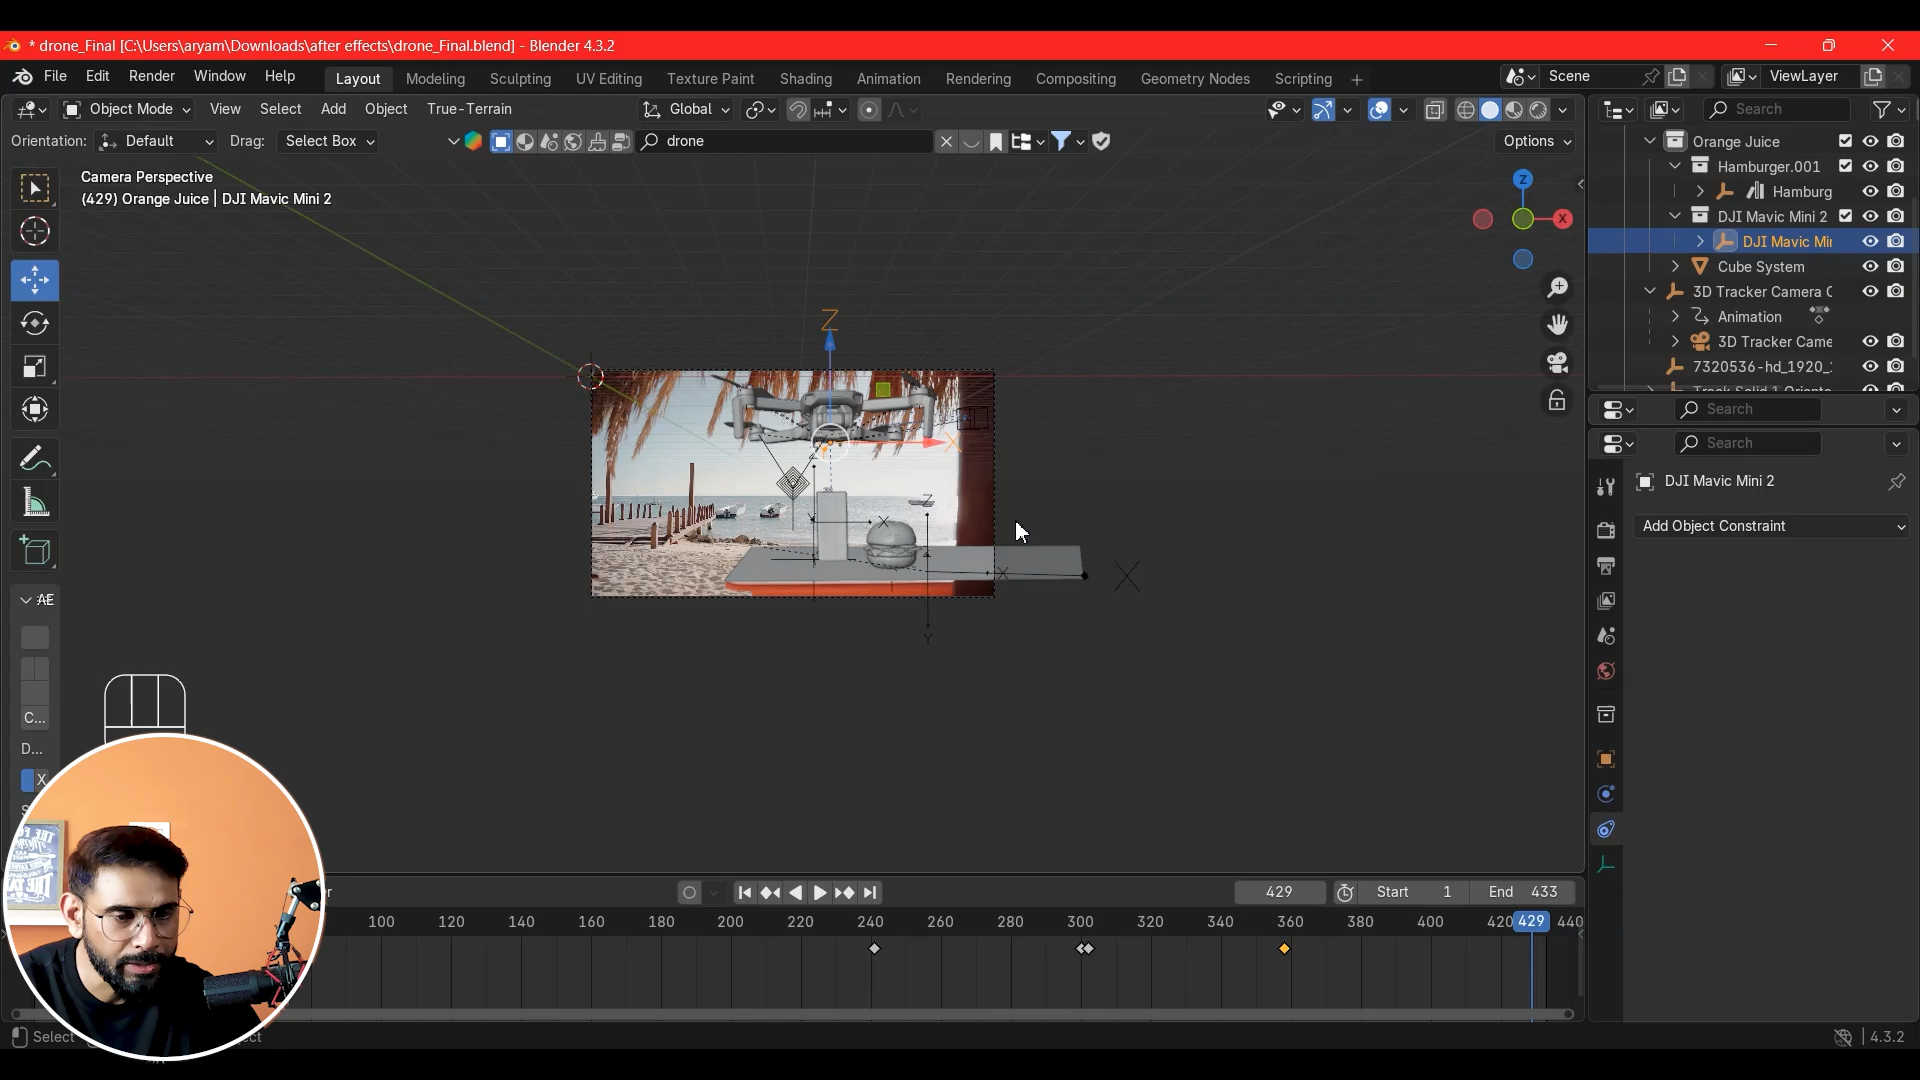 * drone_Final [C:\Users\aryam\Downloads\after effects\drone_Final.blend] - Blender 4.3.2
File Edit Render Window Help
Layout Modeling Sculpting UV Editing Texture Paint Shading Animation Rendering Compositing Geometry Nodes Scripting +
Scene
ViewLayer
Object Mode View Select Add Object True-Terrain
Global
Search
Orientation: Default Drag: Select Box
drone
Options
Camera Perspective
(429) Orange Juice | DJI Mavic Mini 2
Z
X
Z
X
X
Z
X
X
Y
Orange Juice
Hamburger.001
Hamburg
DJI Mavic Mini 2
DJI Mavic Mir
Cube System
3D Tracker Camera C
Animation
3D Tracker Came
7320536-hd_1920_
Search
Search
DJI Mavic Mini 2
Add Object Constraint
AE
C...
D...
X
429
Start 1
End 433
100 120 140 160 180 200 220 240 260 280 300 320 340 360 380 400 420 429 440
Select
4.3.2